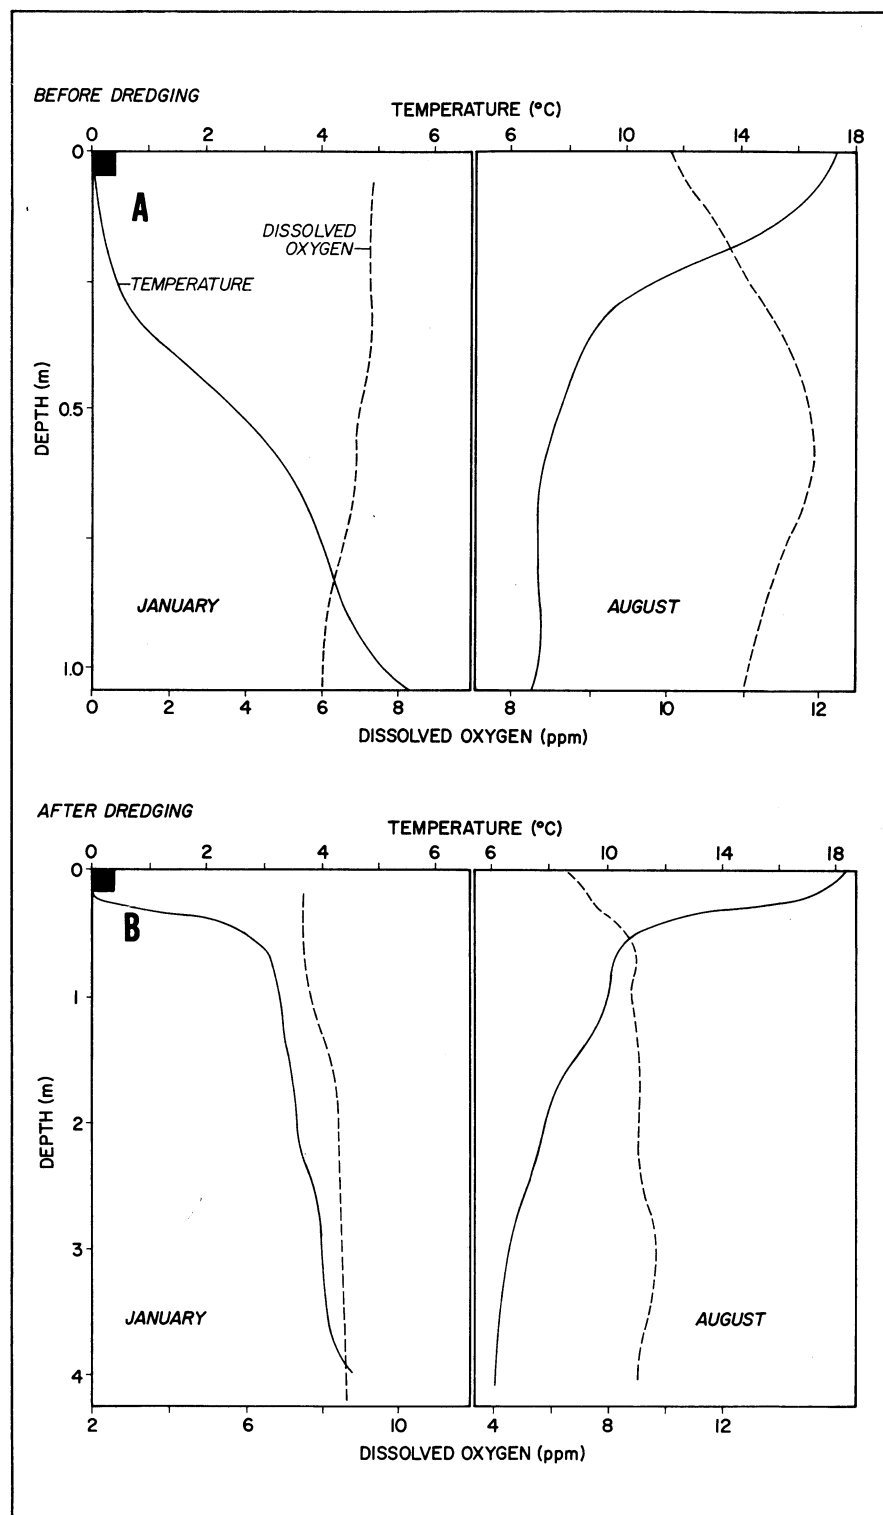 BEFORE DREDGING
TEMPERATURE (°C)
0 2 4 6 6 10 14 18
0
A
DISSOLVED
OXYGEN
TEMPERATURE
DEPTH (m)
0.5
JANUARY
AUGUST
1.0
0 2 4 6 8 8 10 12
DISSOLVED OXYGEN (ppm)
AFTER DREDGING
TEMPERATURE (°C)
0 2 4 6 6 10 14 18
0
B
1
DEPTH (m)
2
3
JANUARY
AUGUST
4
2 6 10 4 8 12
DISSOLVED OXYGEN (ppm)